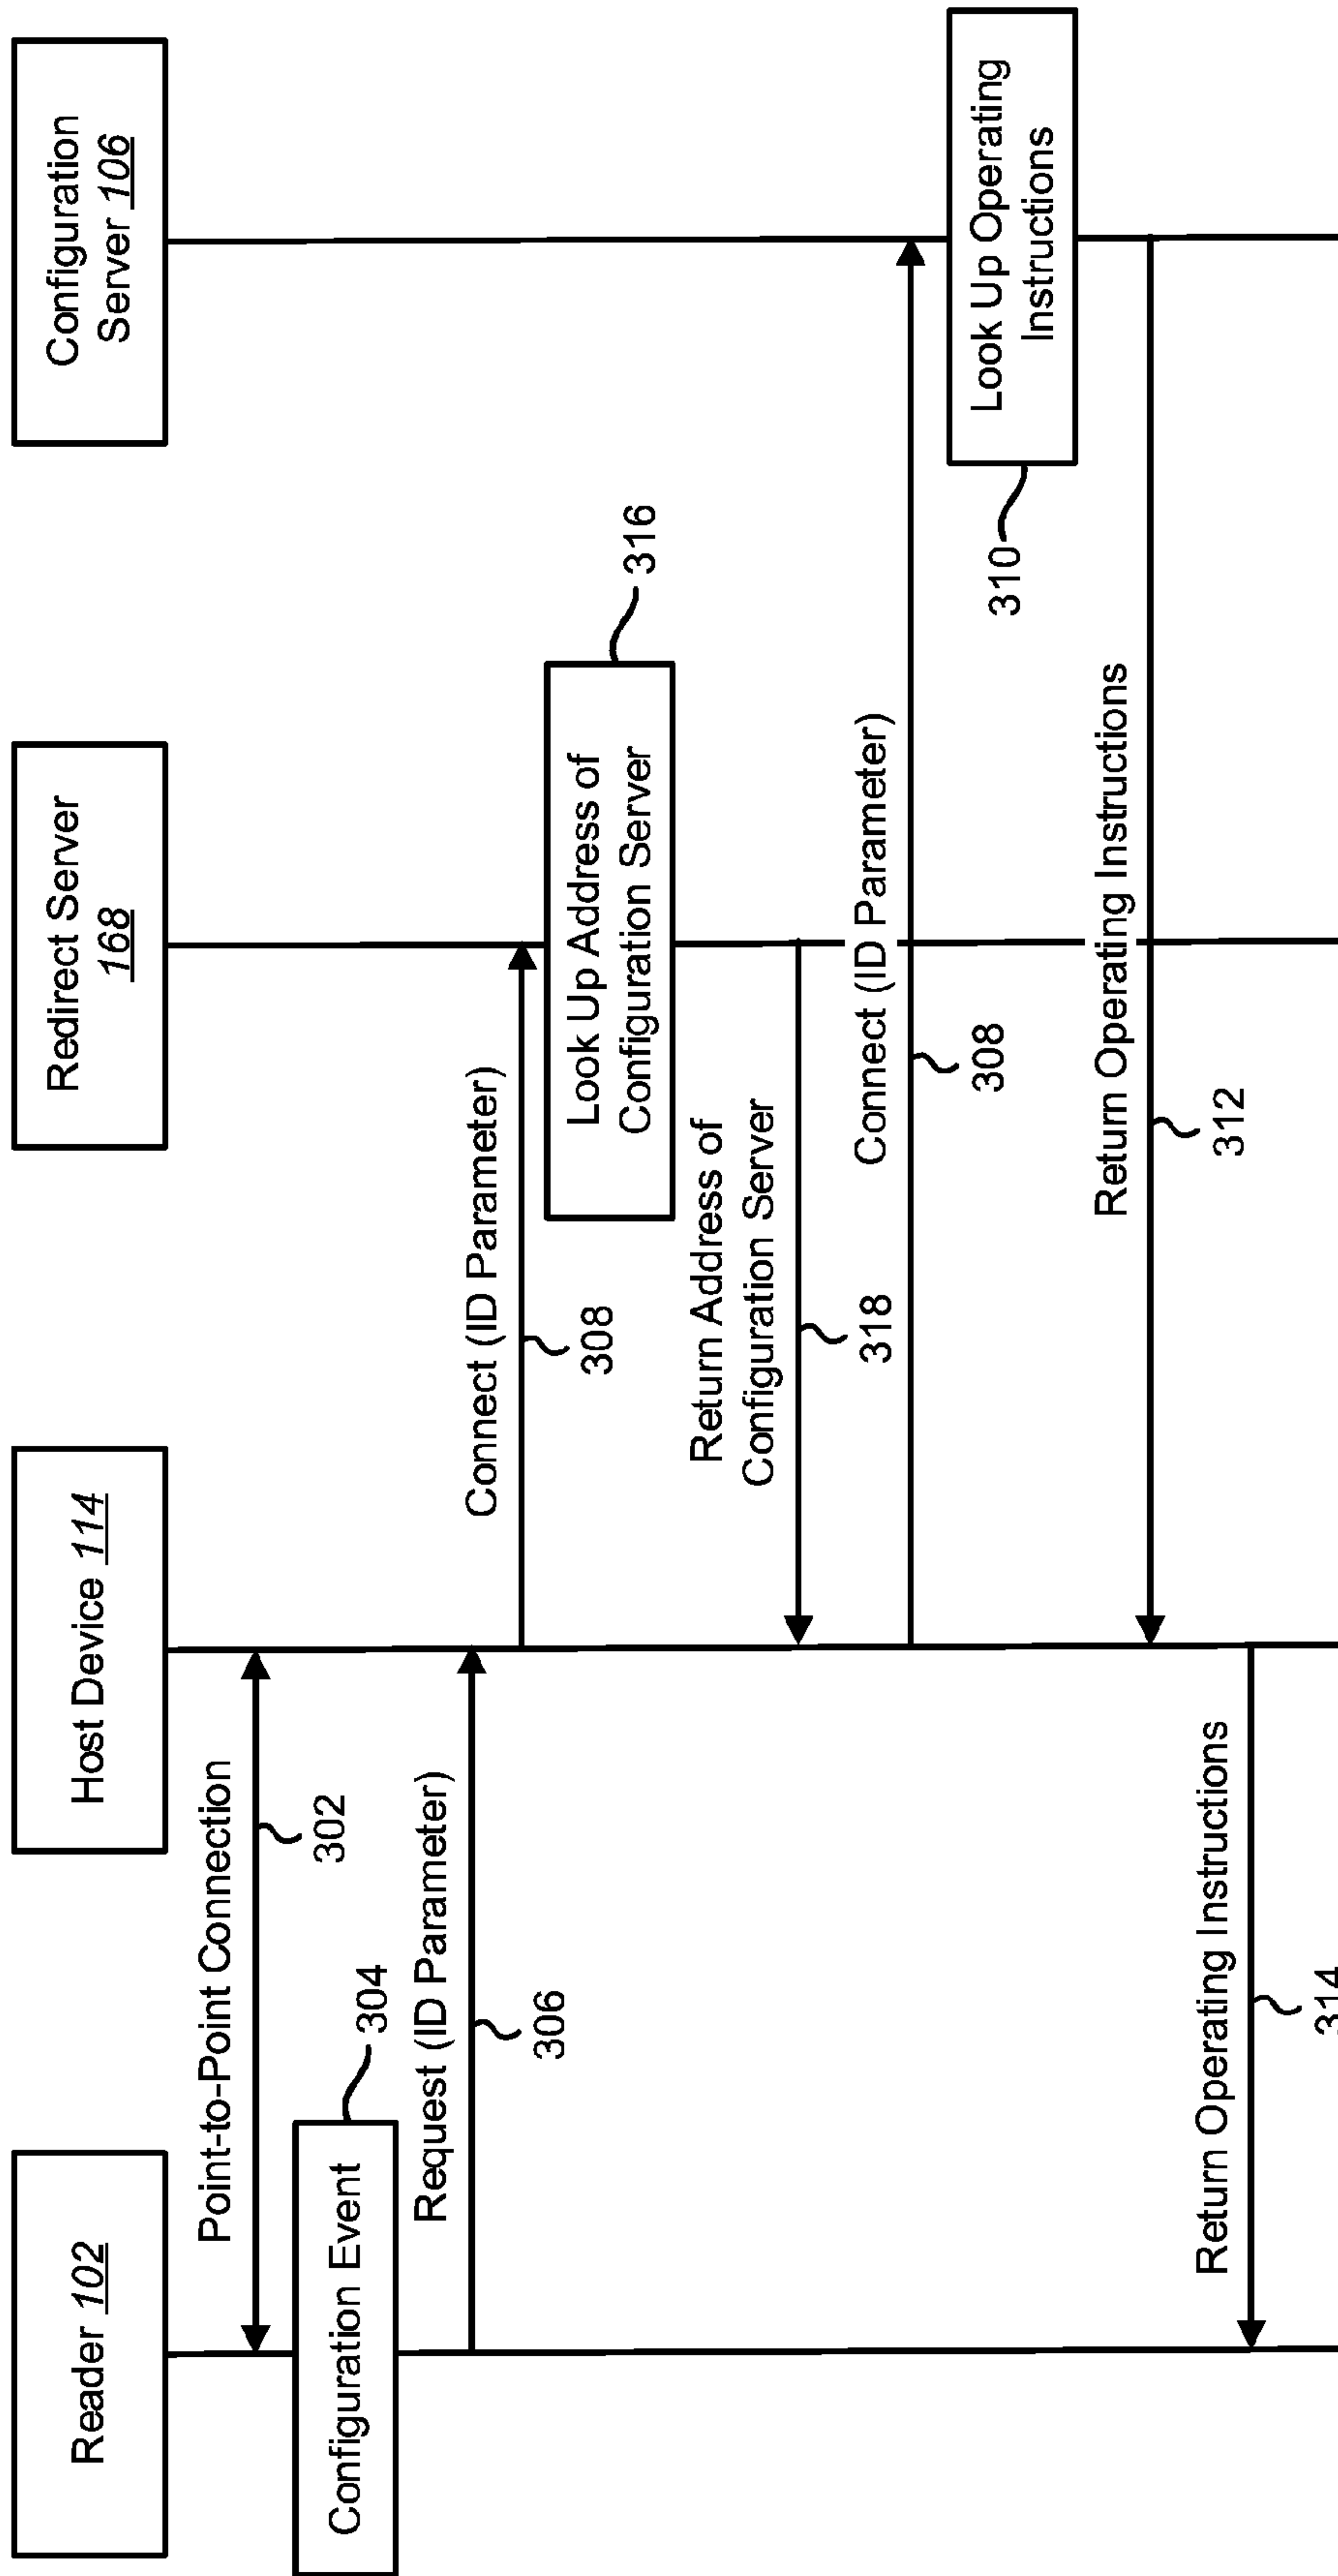 Reader 102
Host Device 114
Redirect Server
168
Configuration
Server 106
Point-to-Point Connection
302
Configuration Event
304
Request (ID Parameter)
306
Connect (ID Parameter)
308
Look Up Address of
Configuration Server
316
Return Address of
Configuration Server
318
Connect (ID Parameter)
308
Look Up Operating
Instructions
310
Return Operating Instructions
312
Return Operating Instructions
314